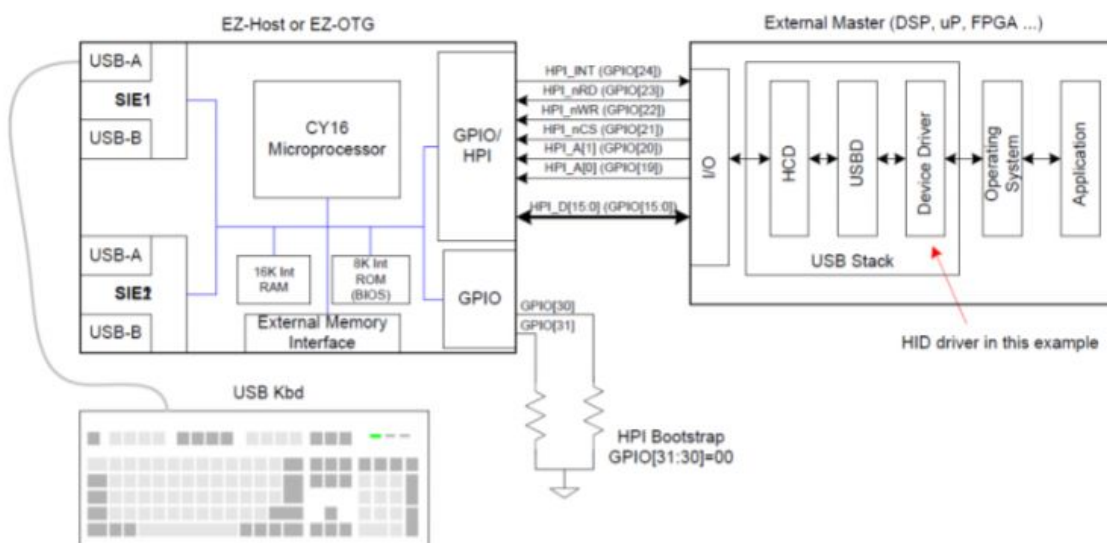 EZ-Host or EZ-OTG
External Master (DSP, uP, FPGA ...)
USB-A
SIE1
USB-B
CY16
Microprocessor
GPIO/
HPI
USB-A
SIE2
USB-B
16K Int
RAM
8K Int
ROM
(BIOS)
GPIO
External Memory
Interface
HPI_INT (GPIO[24])
HPI_nRD (GPIO[23])
HPI_nWR (GPIO[22])
HPI_nCS (GPIO[21])
HPI_A[1] (GPIO[20])
HPI_A[0] (GPIO[19])
HPI_D[15:0] (GPIO[15:0])
GPIO[30]
GPIO[31]
I/O
HCD
USBD
Device Driver
Operating
System
Application
USB Stack
HID driver in this example
HPI Bootstrap
GPIO[31:30]=00
USB Kbd